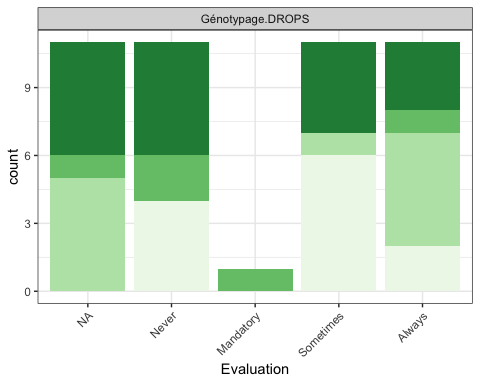 Génotypage.DROPS
count
9
6
3
0
NA
Never
Mandatory
Sometimes
Always
Evaluation